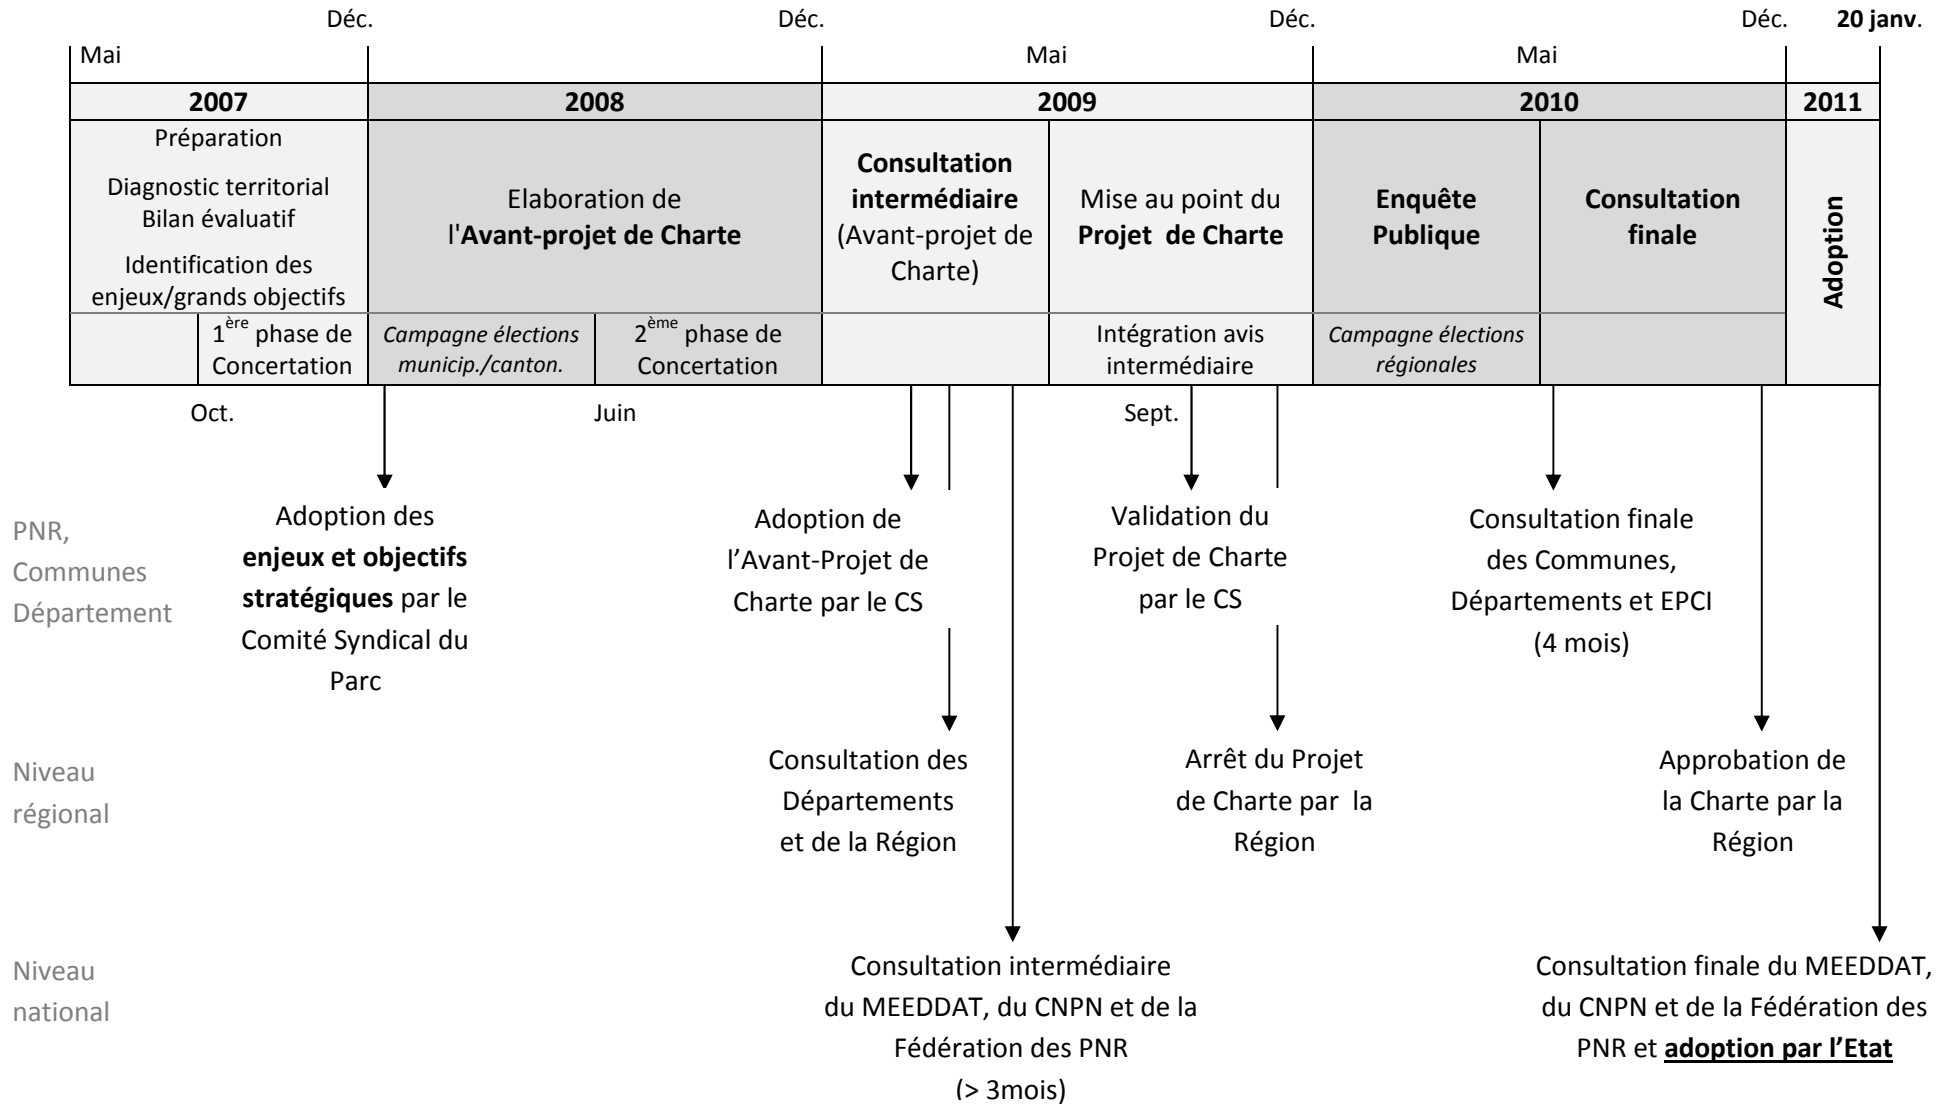 Déc.
Déc.
Déc.
Déc.
20 janv.
Mai
Mai
Mai
2007
2008
2009
2010
2011
Préparation
Diagnostic territorial
Bilan évaluatif
Identification des
enjeux/grands objectifs
Elaboration de
l'Avant-projet de Charte
Consultation
intermédiaire
(Avant-projet de
Charte)
Mise au point du
Projet de Charte
Enquête
Publique
Consultation
finale
Adoption
1ère phase de
Concertation
Campagne élections
municip./canton.
2ème phase de
Concertation
Intégration avis
intermédiaire
Campagne élections
régionales
Oct.
Juin
Sept.
PNR,
Communes
Département
Adoption des
enjeux et objectifs
stratégiques par le
Comité Syndical du
Parc
Adoption de
l’Avant-Projet de
Charte par le CS
Validation du
Projet de Charte
par le CS
Consultation finale
des Communes,
Départements et EPCI
(4 mois)
Niveau
régional
Consultation des
Départements
et de la Région
Arrêt du Projet
de Charte par la
Région
Approbation de
la Charte par la
Région
Niveau
national
Consultation intermédiaire
du MEEDDAT, du CNPN et de la
Fédération des PNR
(> 3mois)
Consultation finale du MEEDDAT,
du CNPN et de la Fédération des
PNR et adoption par l’Etat